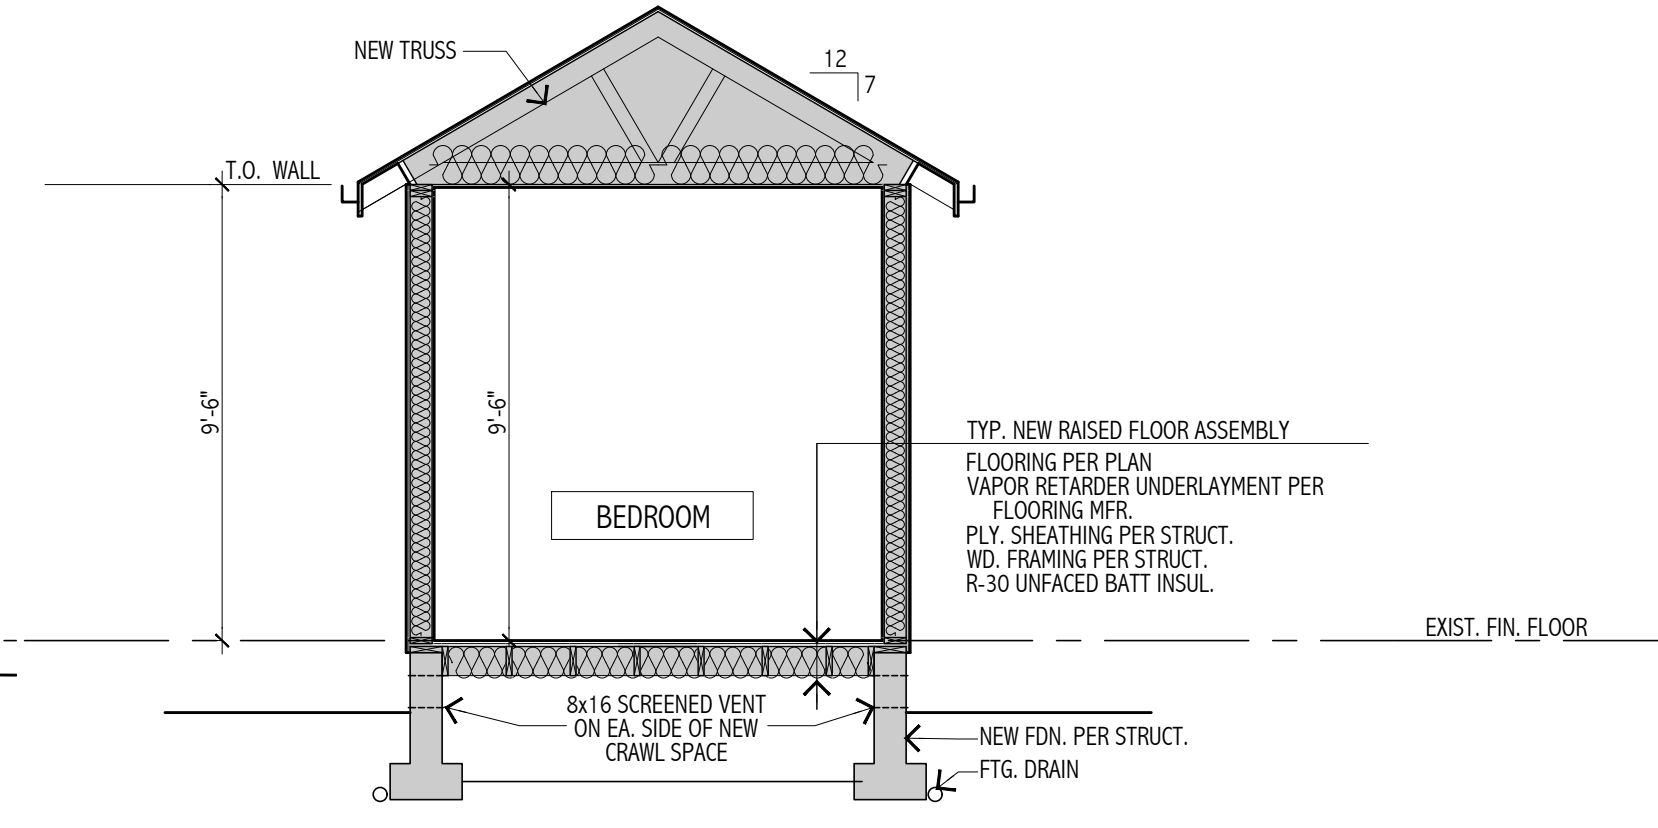 NEW TRUSS
12
7
T.O. WALL
9'-6"
9'-6"
BEDROOM
TYP. NEW RAISED FLOOR ASSEMBLY
FLOORING PER PLAN
VAPOR RETARDER UNDERLAYMENT PER
FLOORING MFR.
PLY. SHEATHING PER STRUCT.
WD. FRAMING PER STRUCT.
R-30 UNFACED BATT INSUL.
EXIST. FIN. FLOOR
8x16 SCREENED VENT
ON EA. SIDE OF NEW
CRAWL SPACE
NEW FDN. PER STRUCT.
FTG. DRAIN